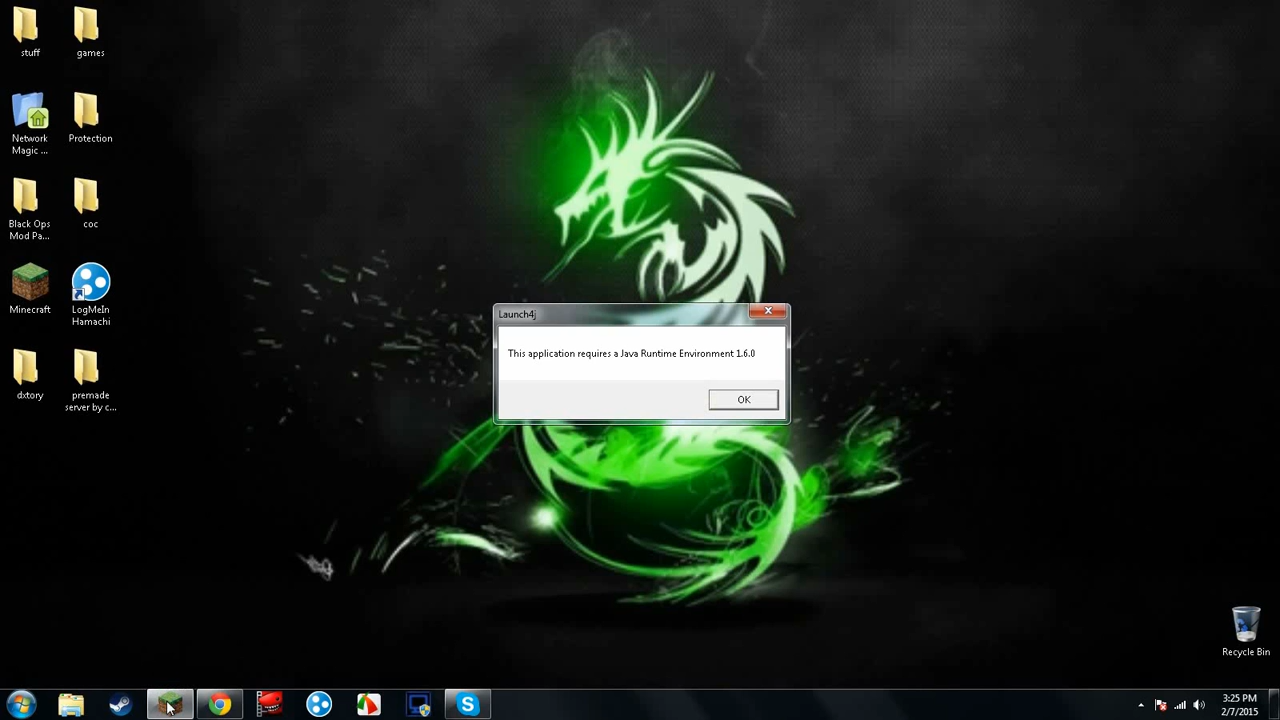 stuff
games
Network
Magic ...
Protection
Black Ops
Mod Pa...
coc
Minecraft
LogMeIn
Hamachi
dxtory
premade
server by c...
Launch4j
This application requires a Java Runtime Environment 1.6.0
OK
Recycle Bin
3:25 PM
2/7/2015